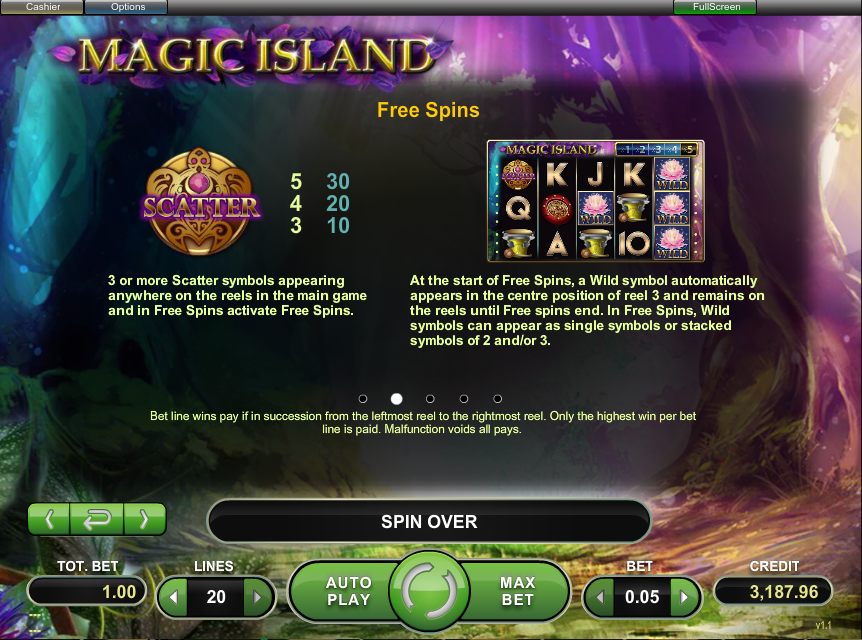 Cashier Options FullScreen
MAGIC ISLAND
Free Spins
MAGIC ISLAND 1 2 3 4 5
SCATTER K J K WILD
Q WILD WILD
A 10 WILD
SCATTER
5 30
4 20
3 10
3 or more Scatter symbols appearing
anywhere on the reels in the main game
and in Free Spins activate Free Spins.
At the start of Free Spins, a Wild symbol automatically
appears in the centre position of reel 3 and remains on
the reels until Free spins end. In Free Spins, Wild
symbols can appear as single symbols or stacked
symbols of 2 and/or 3.
Bet line wins pay if in succession from the leftmost reel to the rightmost reel. Only the highest win per bet
line is paid. Malfunction voids all pays.
SPIN OVER
TOT. BET LINES BET CREDIT
1.00 20 0.05 3,187.96
AUTO
PLAY
MAX
BET
v1.1